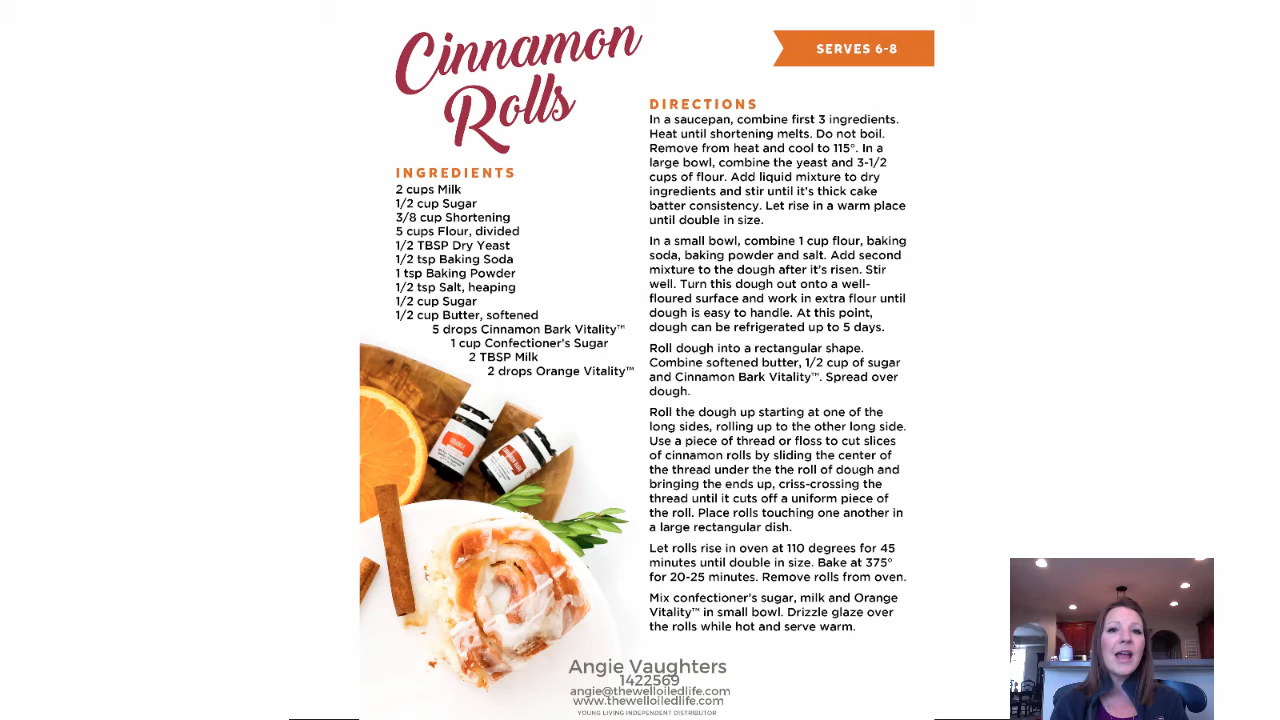 Cinnamon
Rolls
SERVES 6-8
INGREDIENTS
2 cups Milk
1/2 cup Sugar
3/8 cup Shortening
5 cups Flour, divided
1/2 TBSP Dry Yeast
1/2 tsp Baking Soda
1 tsp Baking Powder
1/2 tsp Salt, heaping
1/2 cup Sugar
1/2 cup Butter, softened
5 drops Cinnamon Bark Vitality™
1 cup Confectioner's Sugar
2 TBSP Milk
2 drops Orange Vitality™
DIRECTIONS
In a saucepan, combine first 3 ingredients.
Heat until shortening melts. Do not boil.
Remove from heat and cool to 115°. In a
large bowl, combine the yeast and 3-1/2
cups of flour. Add liquid mixture to dry
ingredients and stir until it's thick cake
batter consistency. Let rise in a warm place
until double in size.
In a small bowl, combine 1 cup flour, baking
soda, baking powder and salt. Add second
mixture to the dough after it's risen. Stir
well. Turn this dough out onto a well-
floured surface and work in extra flour until
dough is easy to handle. At this point,
dough can be refrigerated up to 5 days.
Roll dough into a rectangular shape.
Combine softened butter, 1/2 cup of sugar
and Cinnamon Bark Vitality™. Spread over
dough.
Roll the dough up starting at one of the
long sides, rolling up to the other long side.
Use a piece of thread or floss to cut slices
of cinnamon rolls by sliding the center of
the thread under the the roll of dough and
bringing the ends up, criss-crossing the
thread until it cuts off a uniform piece of
the roll. Place rolls touching one another in
a large rectangular dish.
Let rolls rise in oven at 110 degrees for 45
minutes until double in size. Bake at 375°
for 20-25 minutes. Remove rolls from oven.
Mix confectioner's sugar, milk and Orange
Vitality™ in small bowl. Drizzle glaze over
the rolls while hot and serve warm.
ORANGE
Angie Vaughters
1422569
angie@thewelloiledlife.com
www.thewelloiledlife.com
YOUNG LIVING INDEPENDENT DISTRIBUTOR